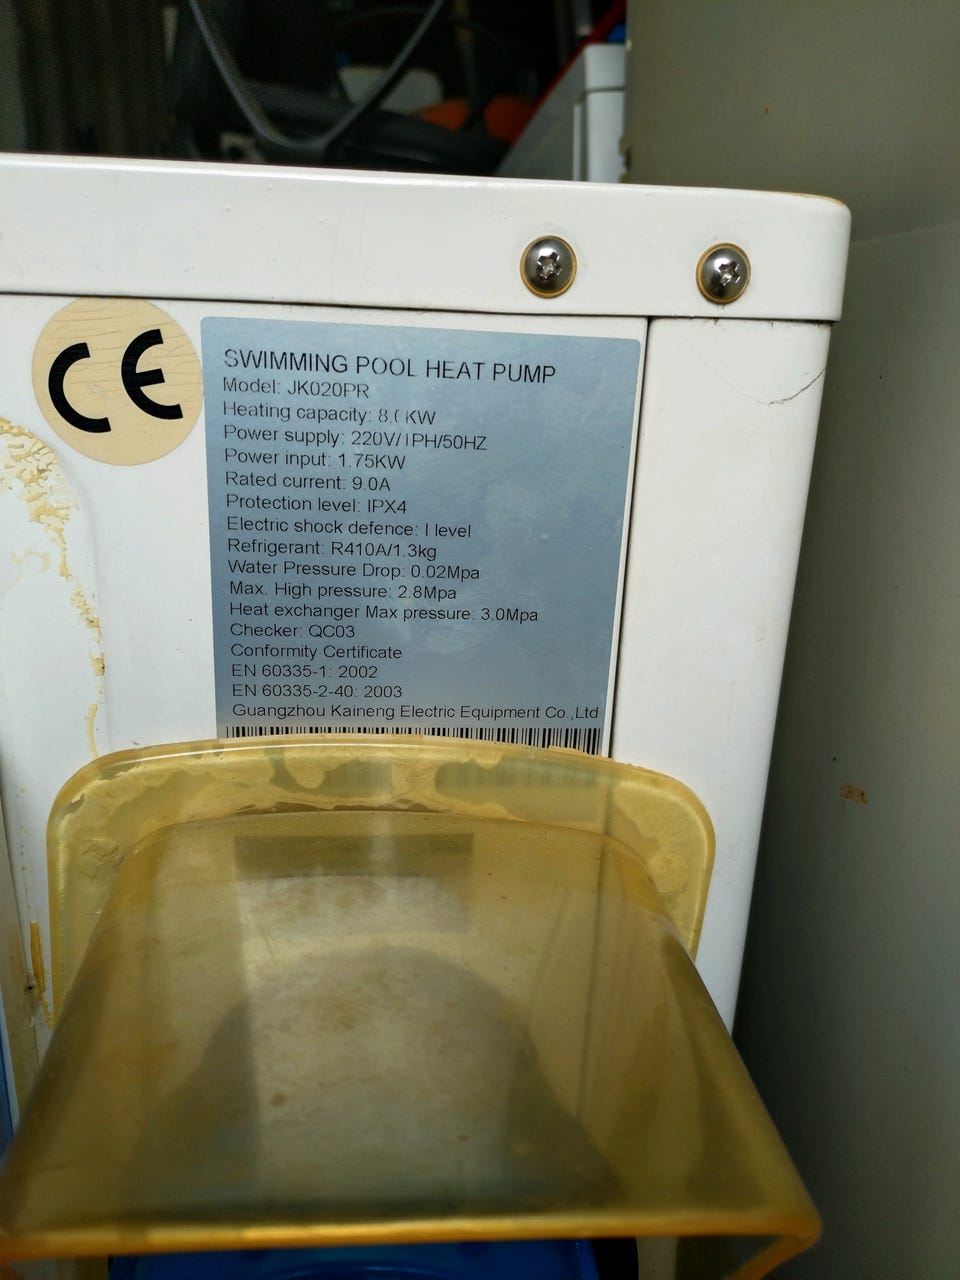 CE
SWIMMING POOL HEAT PUMP
Model: JK020PR
Heating capacity:
Power supply: 220V/1PH/50HZ
Power input: 1.75KW
Rated current: 9.0A
Protection level: IPX4
Electric shock defence: I level
Refrigerant: R410A/1.3kg
Water Pressure Drop: 0.02Mpa
Max. High pressure: 2.8Mpa
Heat exchanger Max pressure: 3.0Mpa
Checker: QC03
Conformity Certificate
EN 60335-1: 2002
EN 60335-2-40: 2003
Guangzhou Kaineng Electric Equipment Co.,Ltd